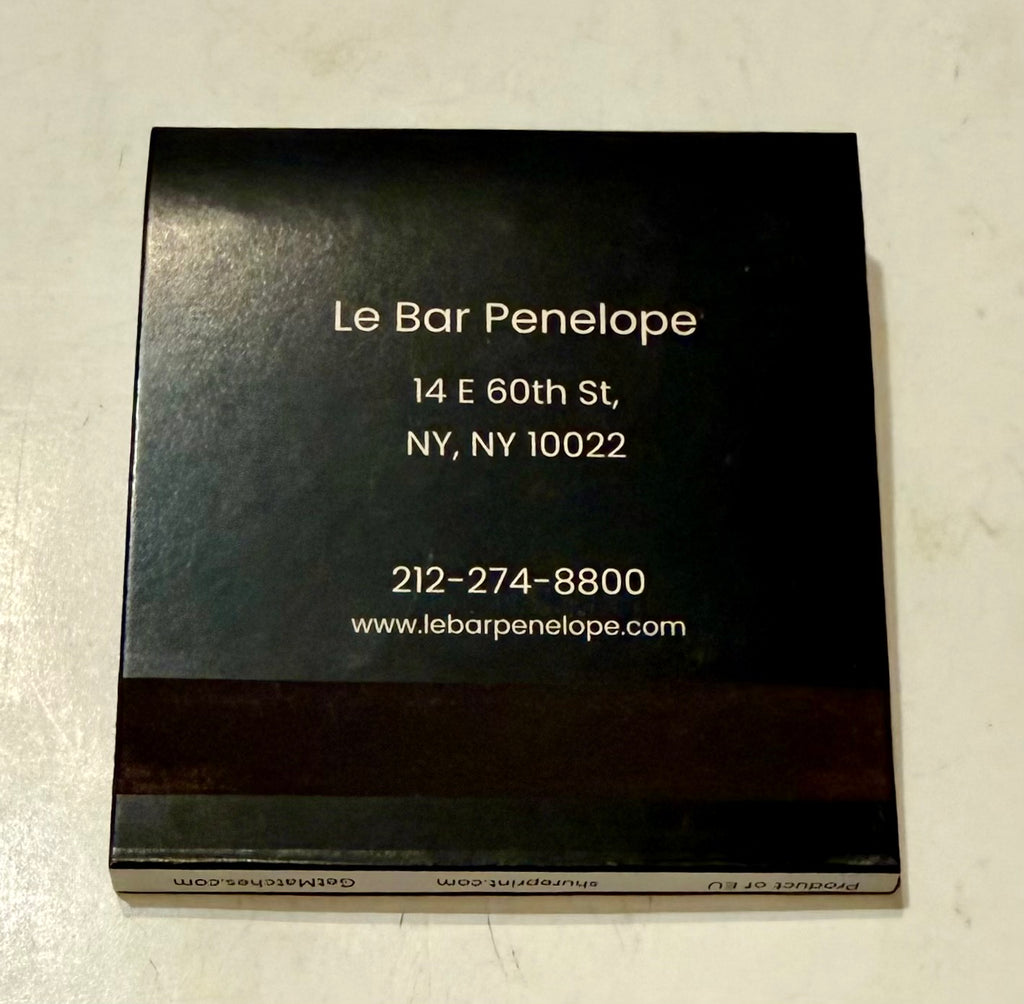 Le Bar Penelope
14 E 60th St,
NY, NY 10022
212-274-8800
www.lebarpenelope.com
GetMatches.com shureprint.com Product of EU